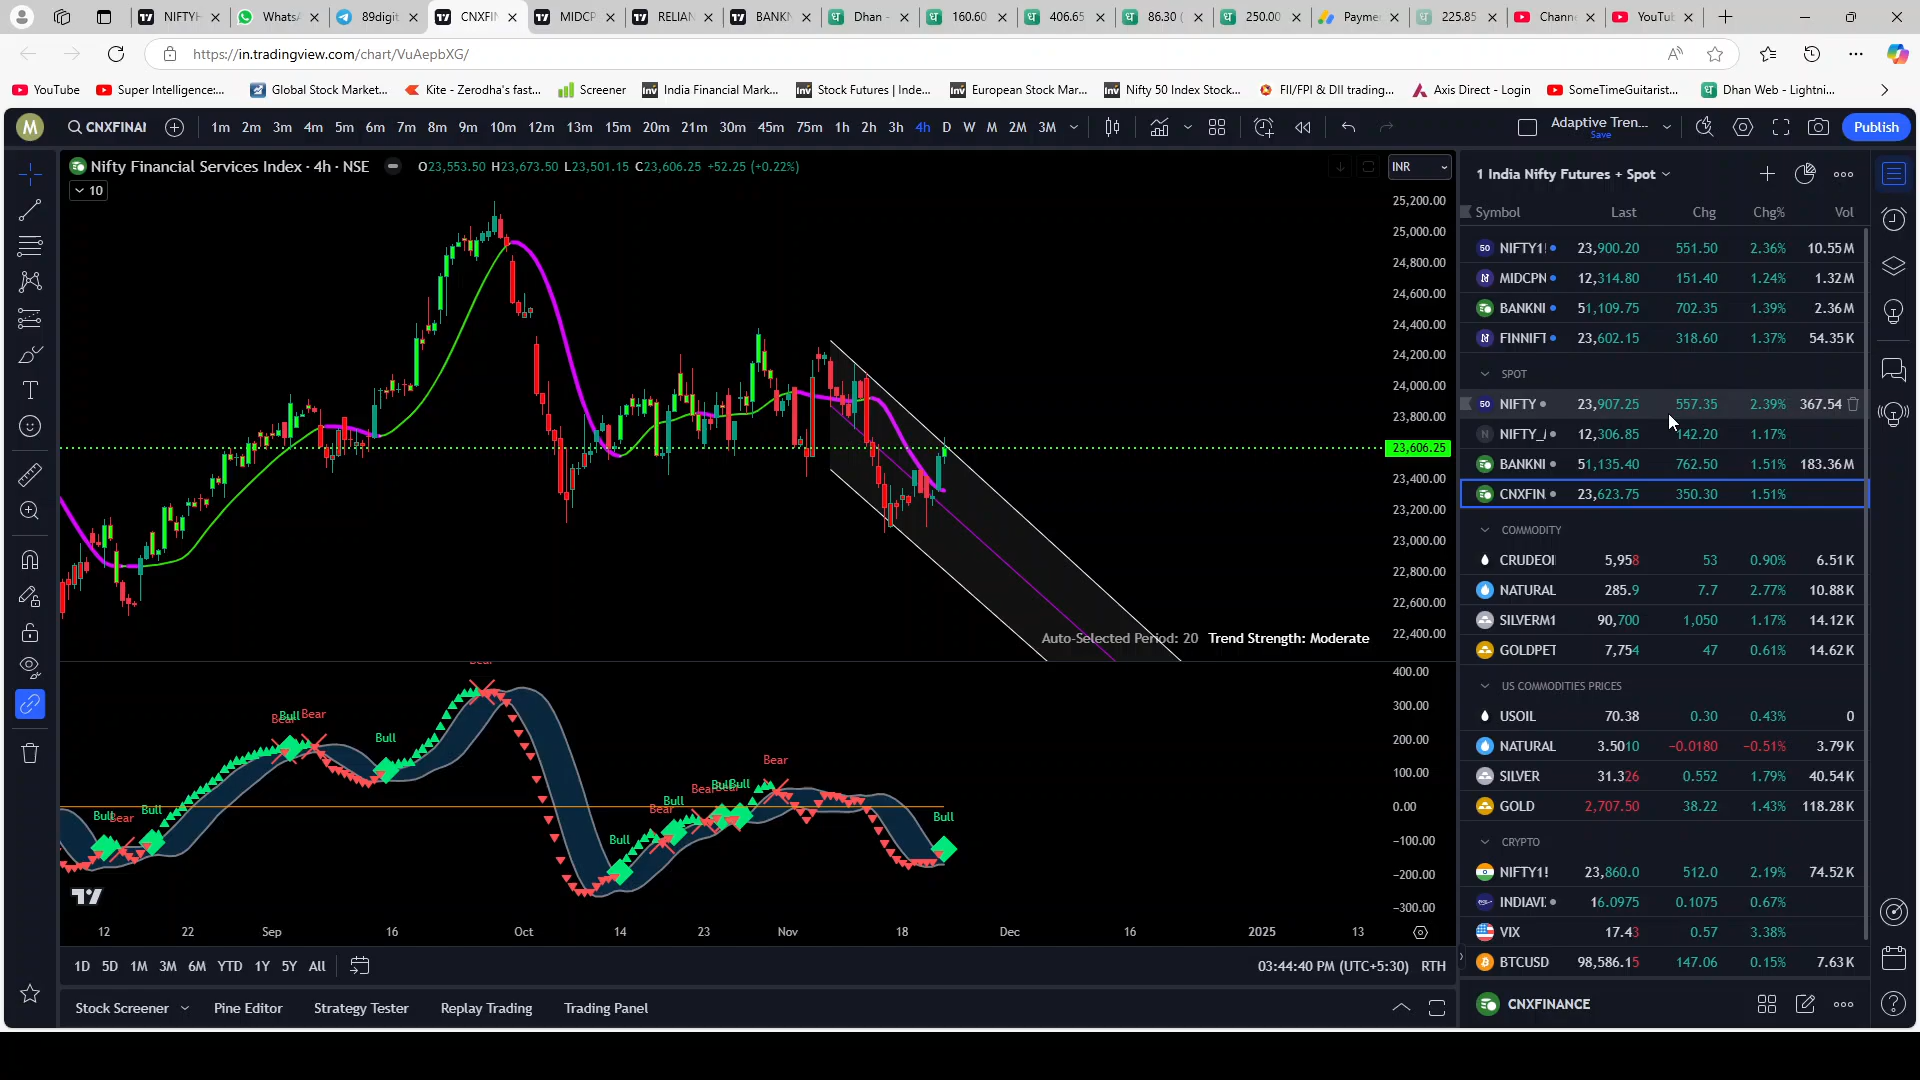 NIFTYH
WhatsA
89digit
CNXFIN
MIDCP
RELIAN
BANKN
Dhan -
160.60
406.65
86.30 (
250.00
Payme
225.85
Chann
YouTu
https://in.tradingview.com/chart/VuAepbXG/
YouTube
Super Intelligence:...
Global Stock Market...
Kite - Zerodha's fast...
Screener
India Financial Mark...
Stock Futures | Inde...
European Stock Mar...
Nifty 50 Index Stock...
FII/FPI & DII trading...
Axis Direct - Login
SomeTimeGuitarist...
Dhan Web - Lightni...
M
CNXFINAI
1m 2m 3m 4m 5m 6m 7m 8m 9m 10m 12m 13m 15m 20m 21m 30m 45m 75m 1h 2h 3h 4h D W M 2M 3M
Adaptive Tren...
Save
Publish
Nifty Financial Services Index · 4h · NSE
O23,553.50 H23,673.50 L23,501.15 C23,606.25 +52.25 (+0.22%)
10
INR
25,200.00
25,000.00
24,800.00
24,600.00
24,400.00
24,200.00
24,000.00
23,800.00
23,606.25
23,400.00
23,200.00
23,000.00
22,800.00
22,600.00
22,400.00
Auto-Selected Period: 20 Trend Strength: Moderate
400.00
300.00
200.00
100.00
0.00
−100.00
−200.00
−300.00
Bull
Bear
Bull
Bear
Bull
Bear
Bull
Bear
Bull
Bear
Bull
Bear
Bull
Bear
Bull
Bull
Bear
Bull
12 22 Sep 16 Oct 14 23 Nov 18 Dec 16 2025 13
1D 5D 1M 3M 6M YTD 1Y 5Y All
03:44:40 PM (UTC+5:30) RTH
Stock Screener
Pine Editor
Strategy Tester
Replay Trading
Trading Panel
1 India Nifty Futures + Spot
Symbol Last Chg Chg% Vol
NIFTY1! 23,900.20 551.50 2.36% 10.55 M
MIDCPN 12,314.80 151.40 1.24% 1.32 M
BANKNI 51,109.75 702.35 1.39% 2.36 M
FINNIFT 23,602.15 318.60 1.37% 54.35 K
SPOT
NIFTY 23,907.25 557.35 2.39% 367.54
NIFTY_ 12,306.85 142.20 1.17%
BANKNI 51,135.40 762.50 1.51% 183.36 M
CNXFIN 23,623.75 350.30 1.51%
COMMODITY
CRUDEOI 5,958 53 0.90% 6.51 K
NATURAL 285.9 7.7 2.77% 10.88 K
SILVERM1 90,700 1,050 1.17% 14.12 K
GOLDPET 7,754 47 0.61% 14.62 K
US COMMODITIES PRICES
USOIL 70.38 0.30 0.43% 0
NATURAL 3.5010 −0.0180 −0.51% 3.79 K
SILVER 31.326 0.552 1.79% 40.54 K
GOLD 2,707.50 38.22 1.43% 118.28 K
CRYPTO
NIFTY1! 23,860.0 512.0 2.19% 74.52 K
INDIAVI 16.0975 0.1075 0.67%
VIX 17.43 0.57 3.38%
BTCUSD 98,586.15 147.06 0.15% 7.63 K
CNXFINANCE